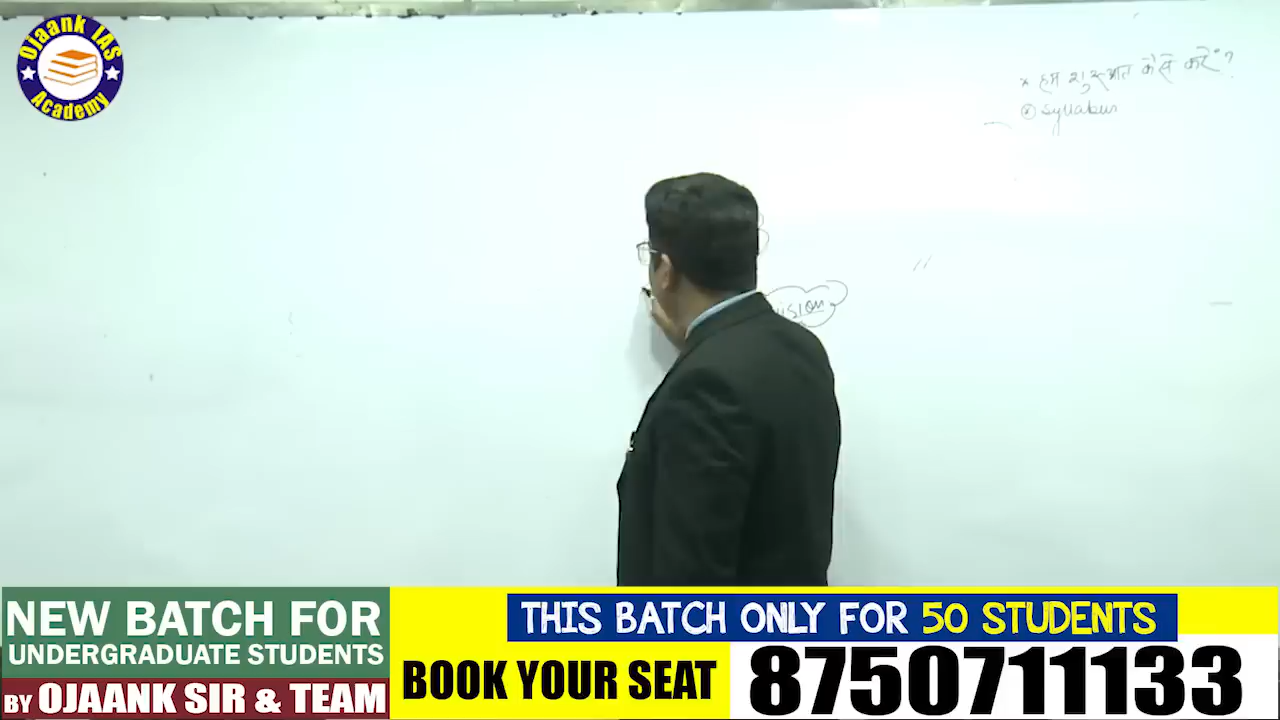 Ojaank IAS
Academy
* हम शुरुआत कैसे करें ?
* Syllabus
NEW BATCH FOR
UNDERGRADUATE STUDENTS
BY OJAANK SIR & TEAM
THIS BATCH ONLY FOR 50 STUDENTS
BOOK YOUR SEAT
8750711133